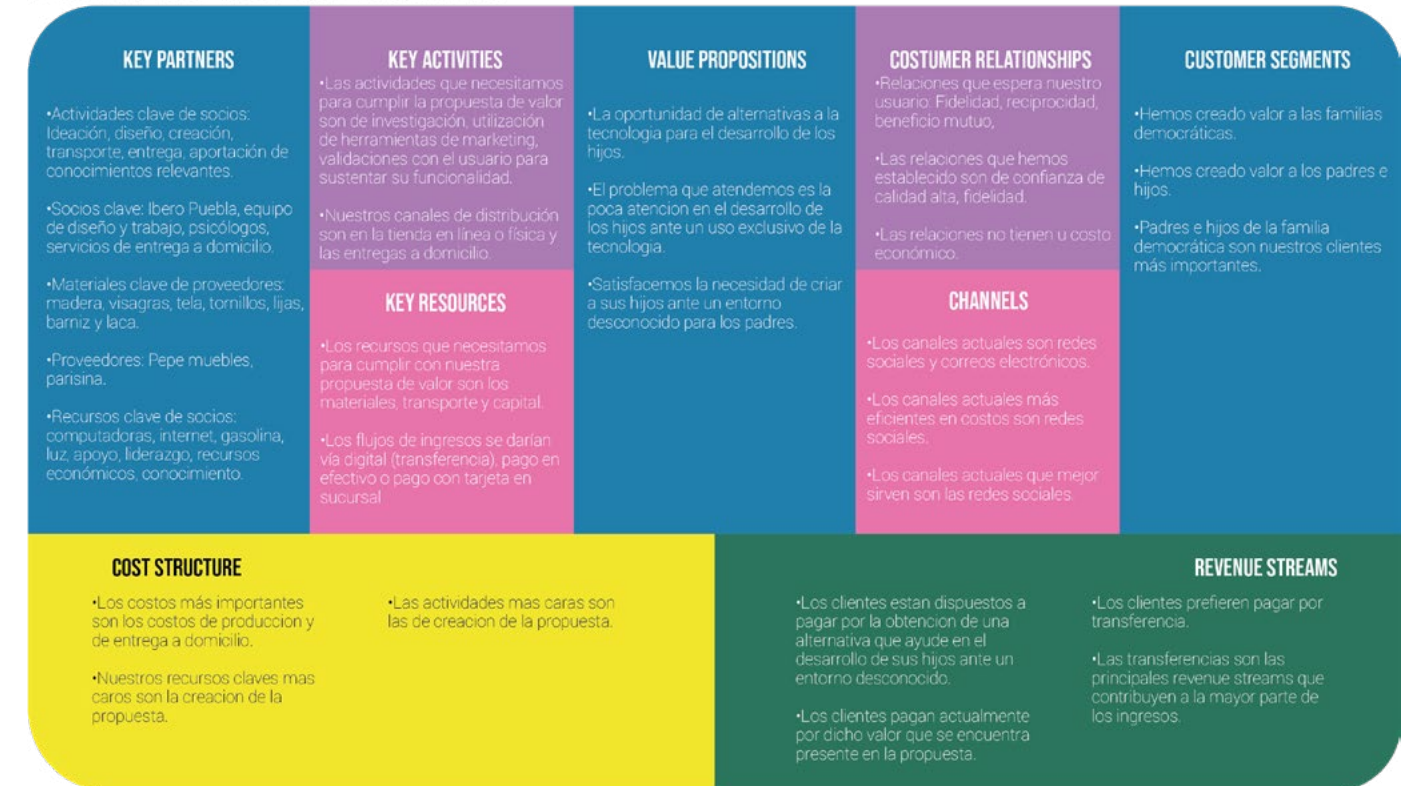 KEY PARTNERS
•Actividades clave de socios:
Ideación, diseño, creación,
transporte, entrega, aportación de
conocimientos relevantes.
•Socios clave: Ibero Puebla, equipo
de diseño y trabajo, psicólogos,
servicios de entrega a domicilio.
•Materiales clave de proveedores:
madera, visagras, tela, tornillos, lijas,
barniz y laca.
•Proveedores: Pepe muebles,
parisina.
•Recursos clave de socios:
computadoras, internet, gasolina,
luz, apoyo, liderazgo, recursos
económicos, conocimiento.
KEY ACTIVITIES
•Las actividades que necesitamos
para cumplir la propuesta de valor
son de investigación, utilización
de herramientas de marketing,
validaciones con el usuario para
sustentar su funcionalidad.
•Nuestros canales de distribución
son en la tienda en línea o física y
las entregas a domicilio.
KEY RESOURCES
•Los recursos que necesitamos
para cumplir con nuestra
propuesta de valor son los
materiales, transporte y capital.
•Los flujos de ingresos se darían
vía digital (transferencia), pago en
efectivo o pago con tarjeta en
sucursal
VALUE PROPOSITIONS
•La oportunidad de alternativas a la
tecnologia para el desarrollo de los
hijos.
•El problema que atendemos es la
poca atencion en el desarrollo de
los hijos ante un uso exclusivo de la
tecnologia.
•Satisfacemos la necesidad de criar
a sus hijos ante un entorno
desconocido para los padres.
COSTUMER RELATIONSHIPS
•Relaciones que espera nuestro
usuario: Fidelidad, reciprocidad,
beneficio mutuo,
•Las relaciones que hemos
establecido son de confianza de
calidad alta, fidelidad.
•Las relaciones no tienen u costo
económico.
CHANNELS
•Los canales actuales son redes
sociales y correos electrónicos.
•Los canales actuales más
eficientes en costos son redes
sociales.
•Los canales actuales que mejor
sirven son las redes sociales.
CUSTOMER SEGMENTS
•Hemos creado valor a las familias
democráticas.
•Hemos creado valor a los padres e
hijos.
•Padres e hijos de la familia
democrática son nuestros clientes
más importantes.
COST STRUCTURE
•Los costos más importantes
son los costos de produccion y
de entrega a domicilio.
•Nuestros recursos claves mas
caros son la creacion de la
propuesta.
•Las actividades mas caras son
las de creacion de la propuesta.
REVENUE STREAMS
•Los clientes estan dispuestos a
pagar por la obtencion de una
alternativa que ayude en el
desarrollo de sus hijos ante un
entorno desconocido.
•Los clientes pagan actualmente
por dicho valor que se encuentra
presente en la propuesta.
•Los clientes prefieren pagar por
transferencia.
•Las transferencias son las
principales revenue streams que
contribuyen a la mayor parte de
los ingresos.